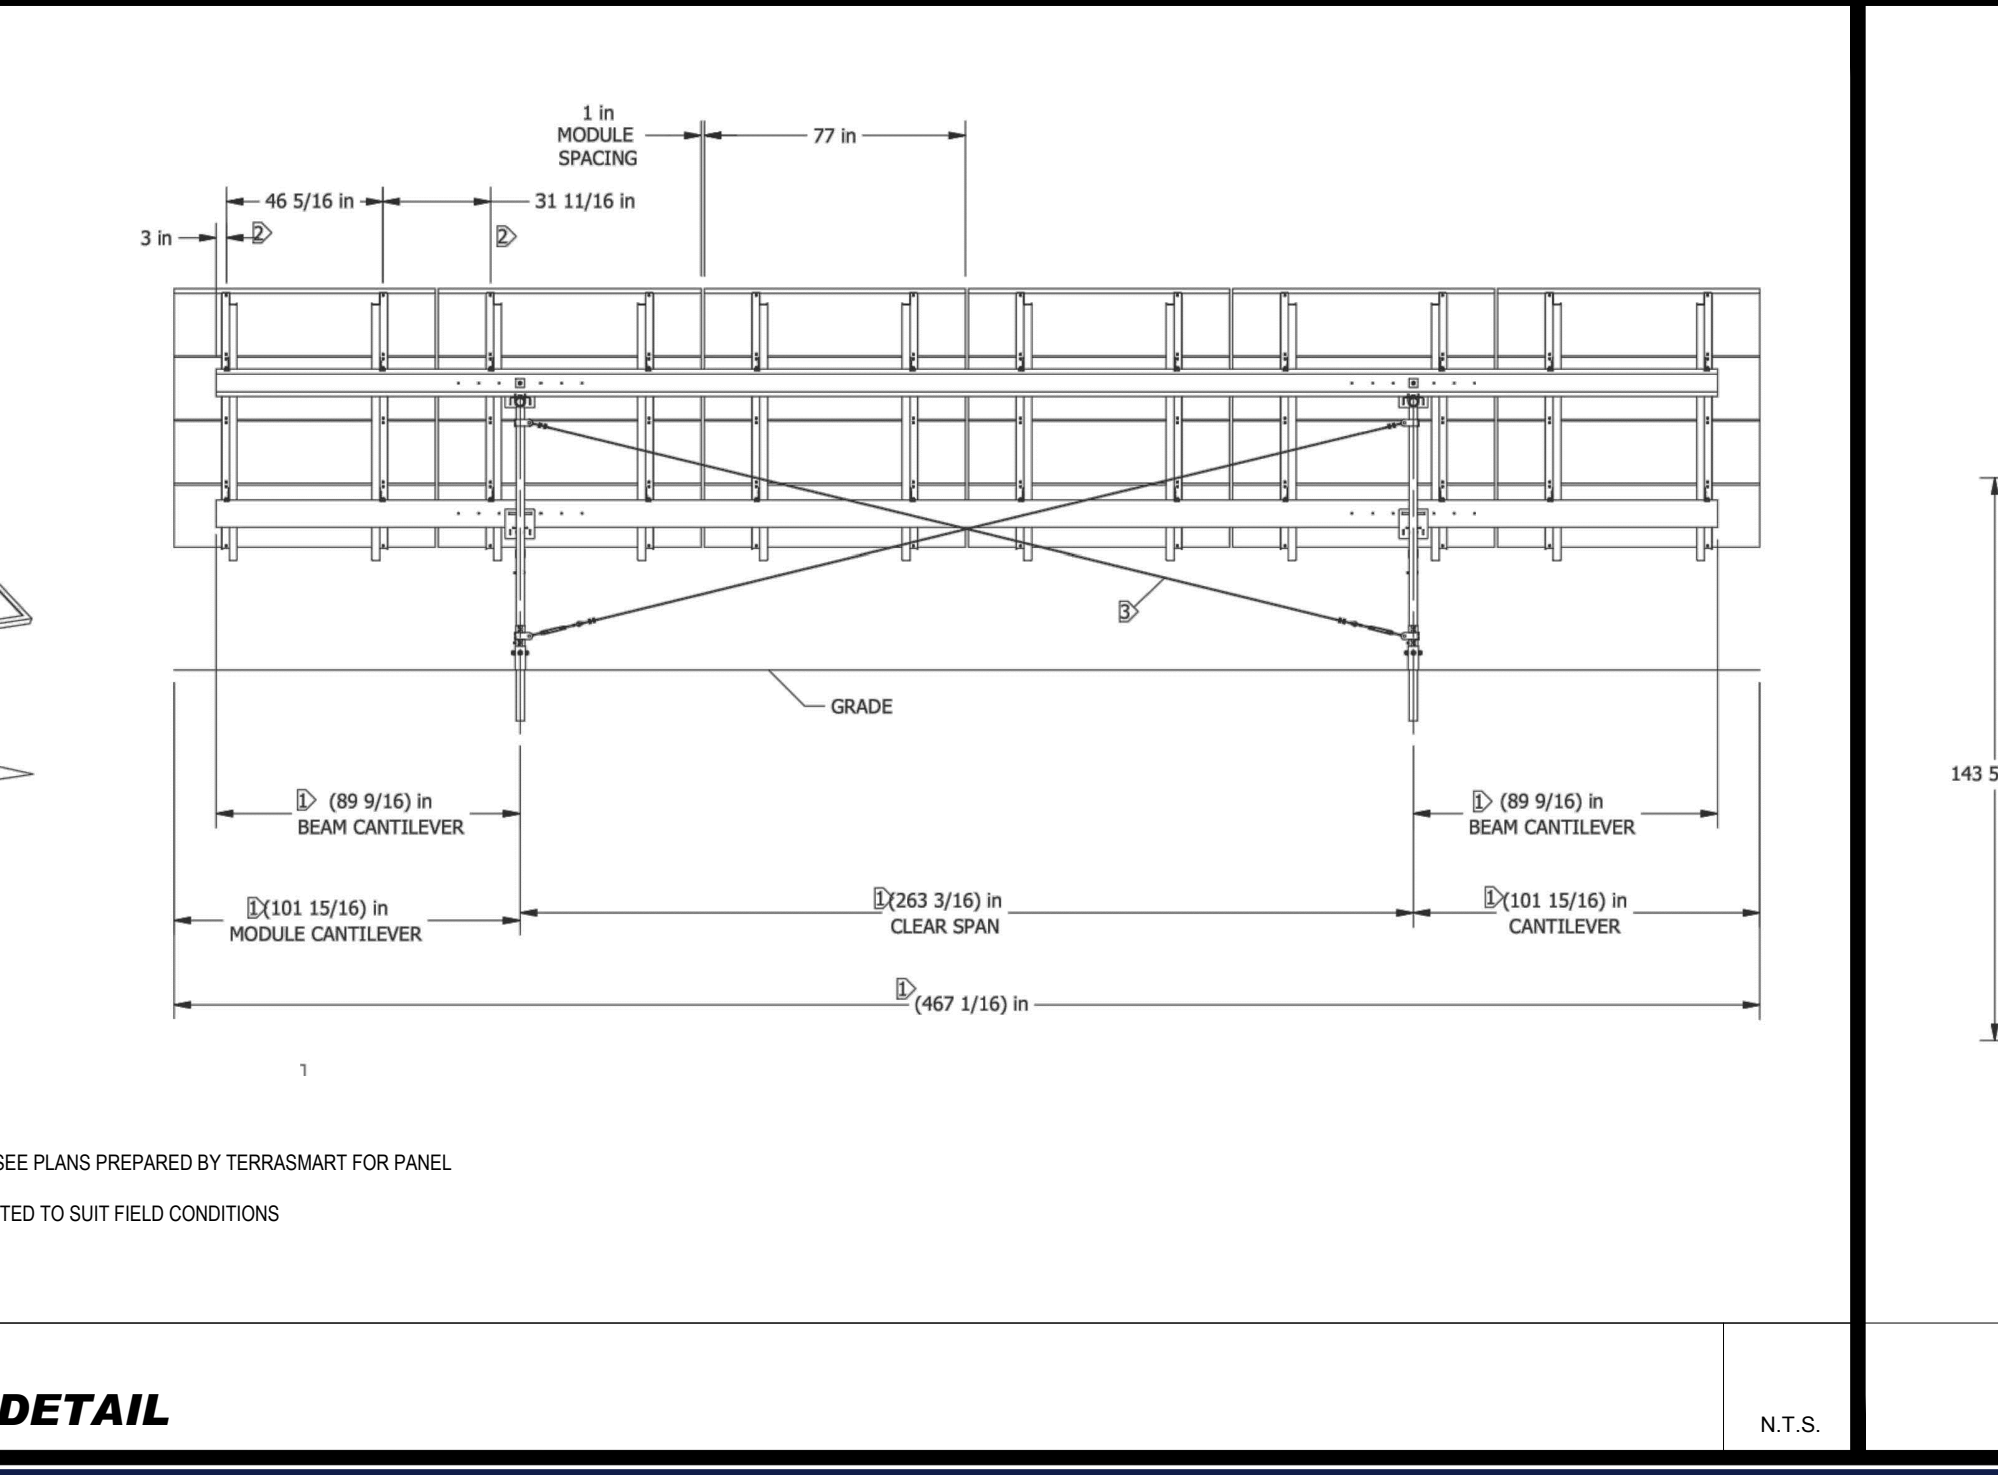 1 in
MODULE
SPACING
77 in
46 5/16 in
31 11/16 in
3 in
2
2
3
GRADE
1 (89 9/16) in
BEAM CANTILEVER
1 (89 9/16) in
BEAM CANTILEVER
143 5
1 (101 15/16) in
MODULE CANTILEVER
1 (263 3/16) in
CLEAR SPAN
1 (101 15/16) in
CANTILEVER
1
(467 1/16) in
SEE PLANS PREPARED BY TERRASMART FOR PANEL
TED TO SUIT FIELD CONDITIONS
DETAIL
N.T.S.